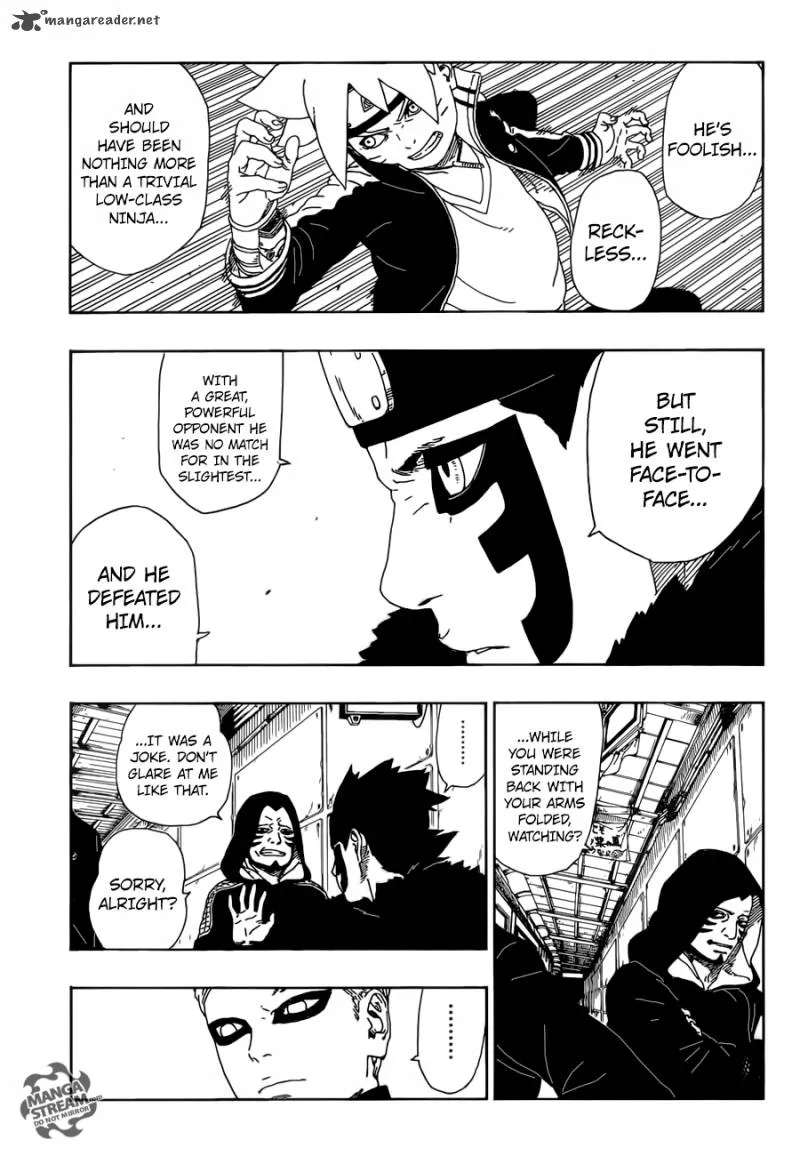 mangareader.net
HE'S
FOOLISH...
RECK-
LESS...
AND
SHOULD
HAVE BEEN
NOTHING MORE
THAN A TRIVIAL
LOW-CLASS
NINJA...
BUT
STILL,
HE WENT
FACE-TO-
FACE...
WITH
A GREAT,
POWERFUL
OPPONENT HE
WAS NO MATCH
FOR IN THE
SLIGHTEST...
AND HE
DEFEATED
HIM...
...WHILE
YOU WERE
STANDING
BACK WITH
YOUR ARMS
FOLDED,
WATCHING?
..........
...IT WAS A
JOKE. DON'T
GLARE AT ME
LIKE THAT.
SORRY,
ALRIGHT?
..........
MANGA
STREAM
DO NOT MIRROR